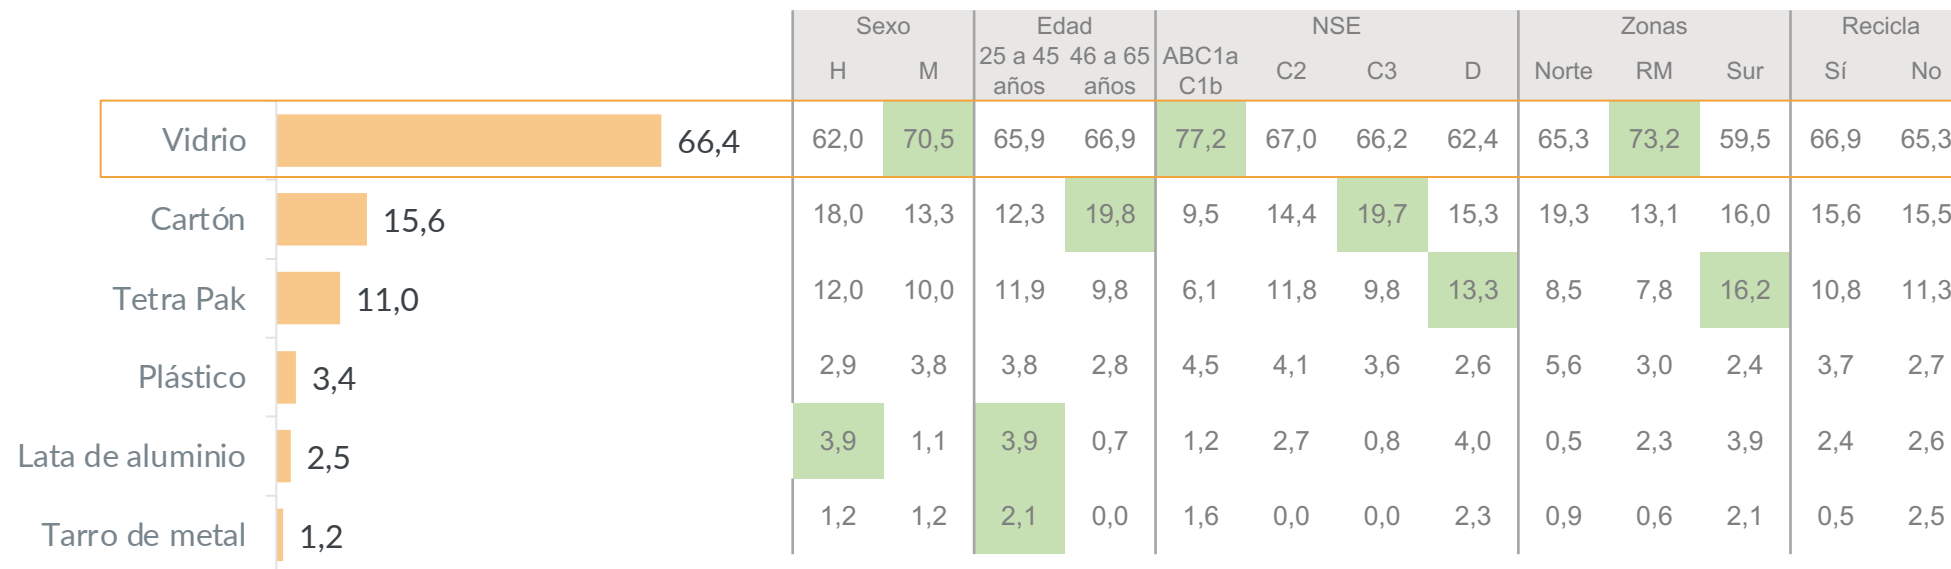 Sexo Edad NSE Zonas Recicla
H M 25 a 45 años 46 a 65 años ABC1a C1b C2 C3 D Norte RM Sur Sí No
Vidrio 66,4 62,0 70,5 65,9 66,9 77,2 67,0 66,2 62,4 65,3 73,2 59,5 66,9 65,3
Cartón 15,6 18,0 13,3 12,3 19,8 9,5 14,4 19,7 15,3 19,3 13,1 16,0 15,6 15,5
Tetra Pak 11,0 12,0 10,0 11,9 9,8 6,1 11,8 9,8 13,3 8,5 7,8 16,2 10,8 11,3
Plástico 3,4 2,9 3,8 3,8 2,8 4,5 4,1 3,6 2,6 5,6 3,0 2,4 3,7 2,7
Lata de aluminio 2,5 3,9 1,1 3,9 0,7 1,2 2,7 0,8 4,0 0,5 2,3 3,9 2,4 2,6
Tarro de metal 1,2 1,2 1,2 2,1 0,0 1,6 0,0 0,0 2,3 0,9 0,6 2,1 0,5 2,5